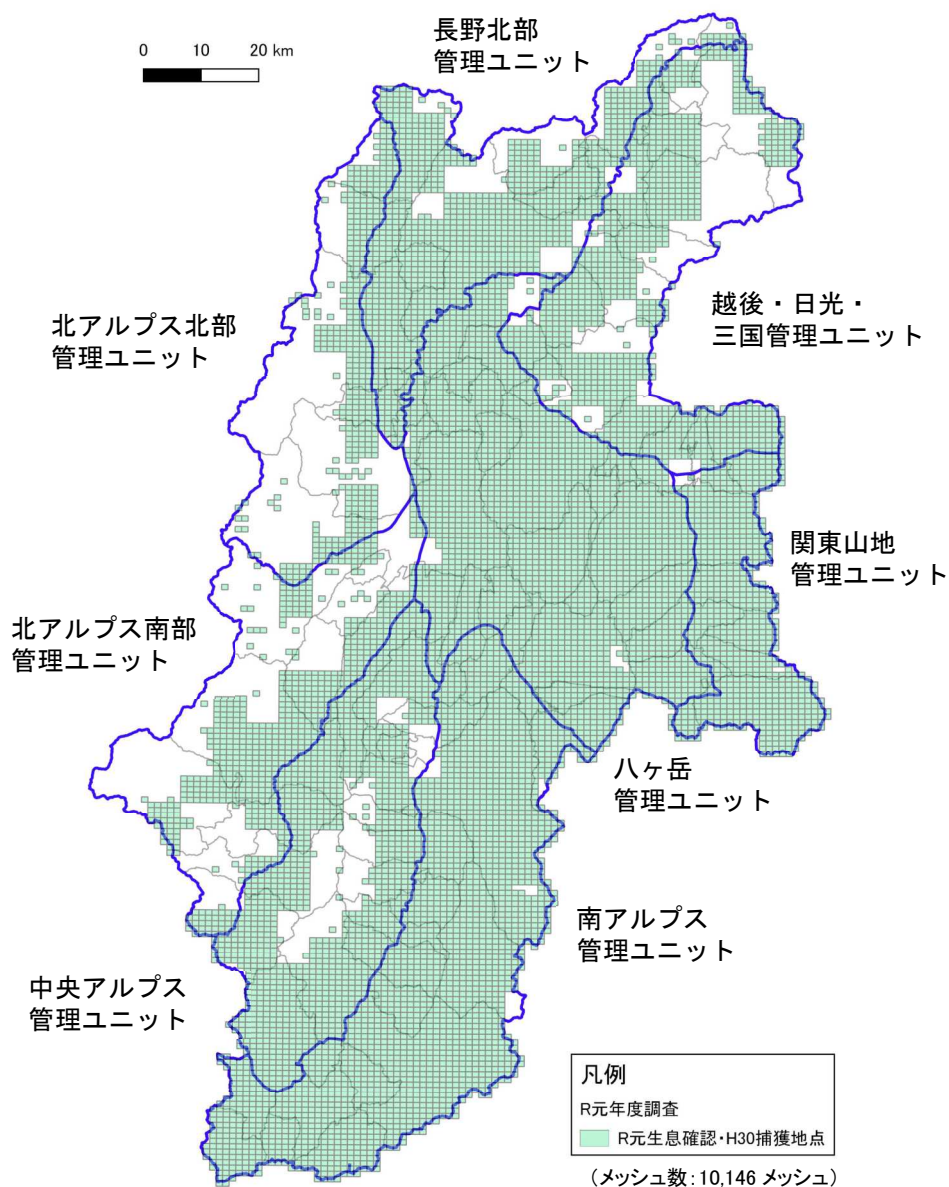 長野北部
管理ユニット
0 10 20 km
北アルプス北部
管理ユニット
越後・日光・
三国管理ユニット
関東山地
管理ユニット
北アルプス南部
管理ユニット
八ヶ岳
管理ユニット
南アルプス
管理ユニット
中央アルプス
管理ユニット
凡例
R元年度調査
R元生息確認・H30捕獲地点
(メッシュ数:10,146 メッシュ)